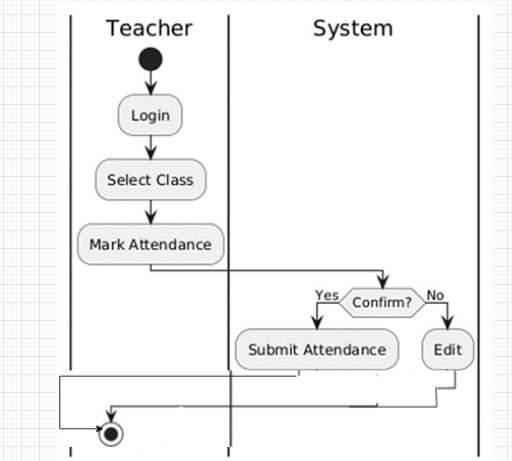 Teacher
System
Login
Select Class
Mark Attendance
Yes
Confirm?
No
Submit Attendance
Edit